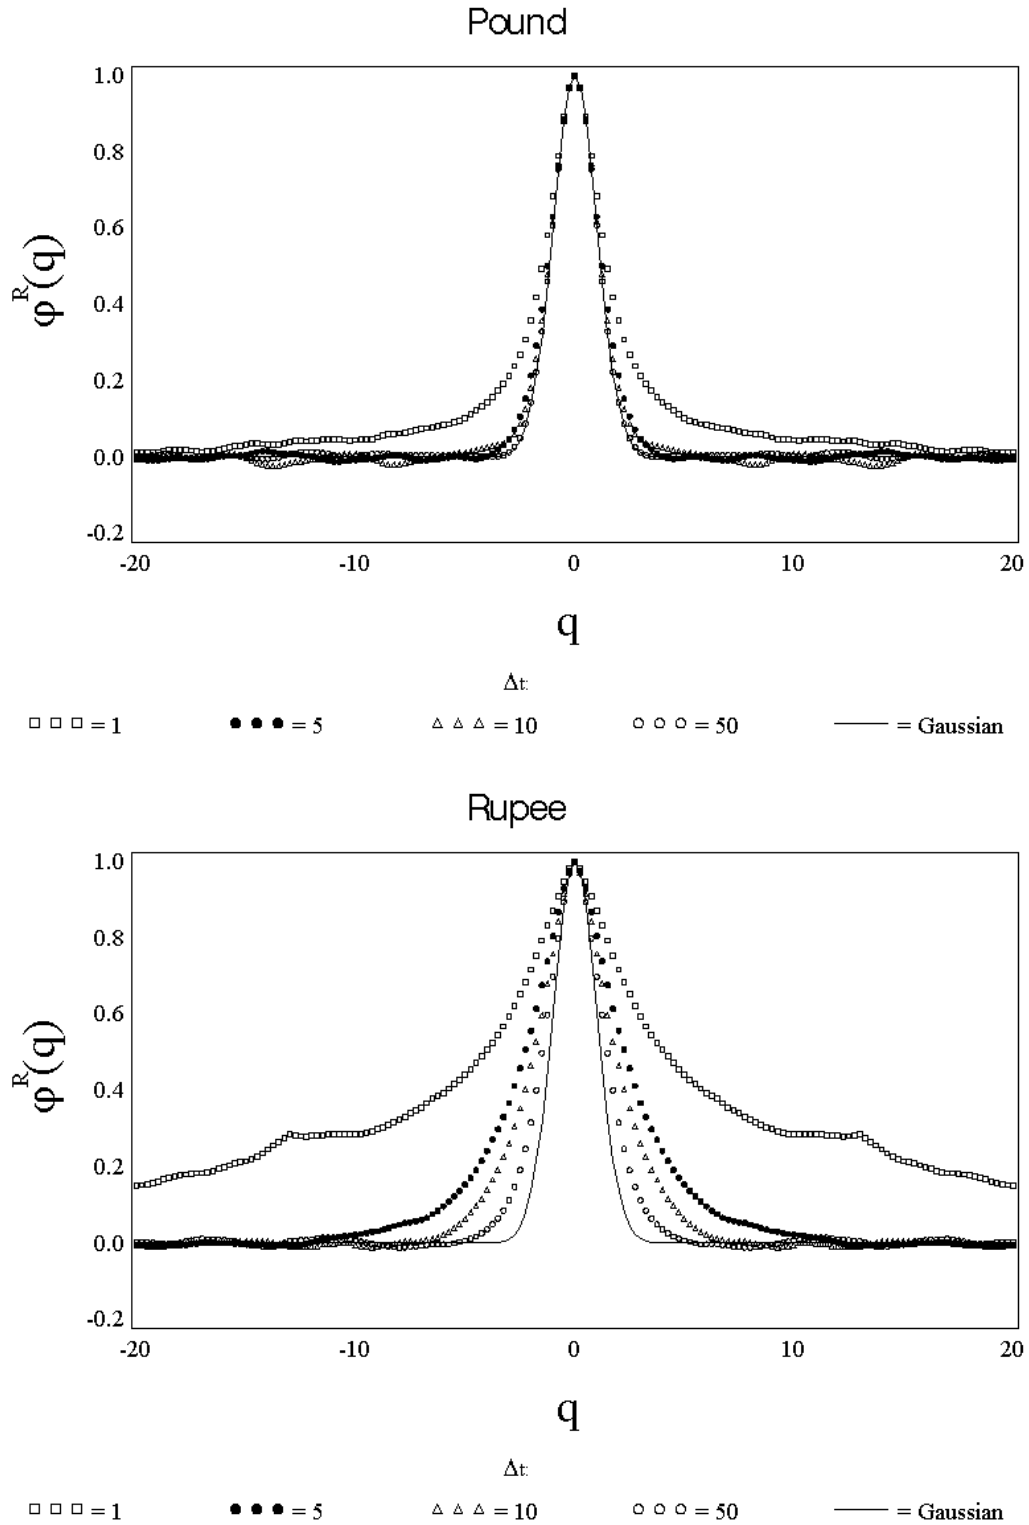 Pound
1.0
0.8
0.6
0.4
0.2
0.0
-0.2
φᴿ(q)
-20 -10 0 10 20
q
Δt:
□ □ □ = 1 ● ● ● = 5 △ △ △ = 10 ○ ○ ○ = 50 —— = Gaussian
Rupee
1.0
0.8
0.6
0.4
0.2
0.0
-0.2
φᴿ(q)
-20 -10 0 10 20
q
Δt:
□ □ □ = 1 ● ● ● = 5 △ △ △ = 10 ○ ○ ○ = 50 —— = Gaussian